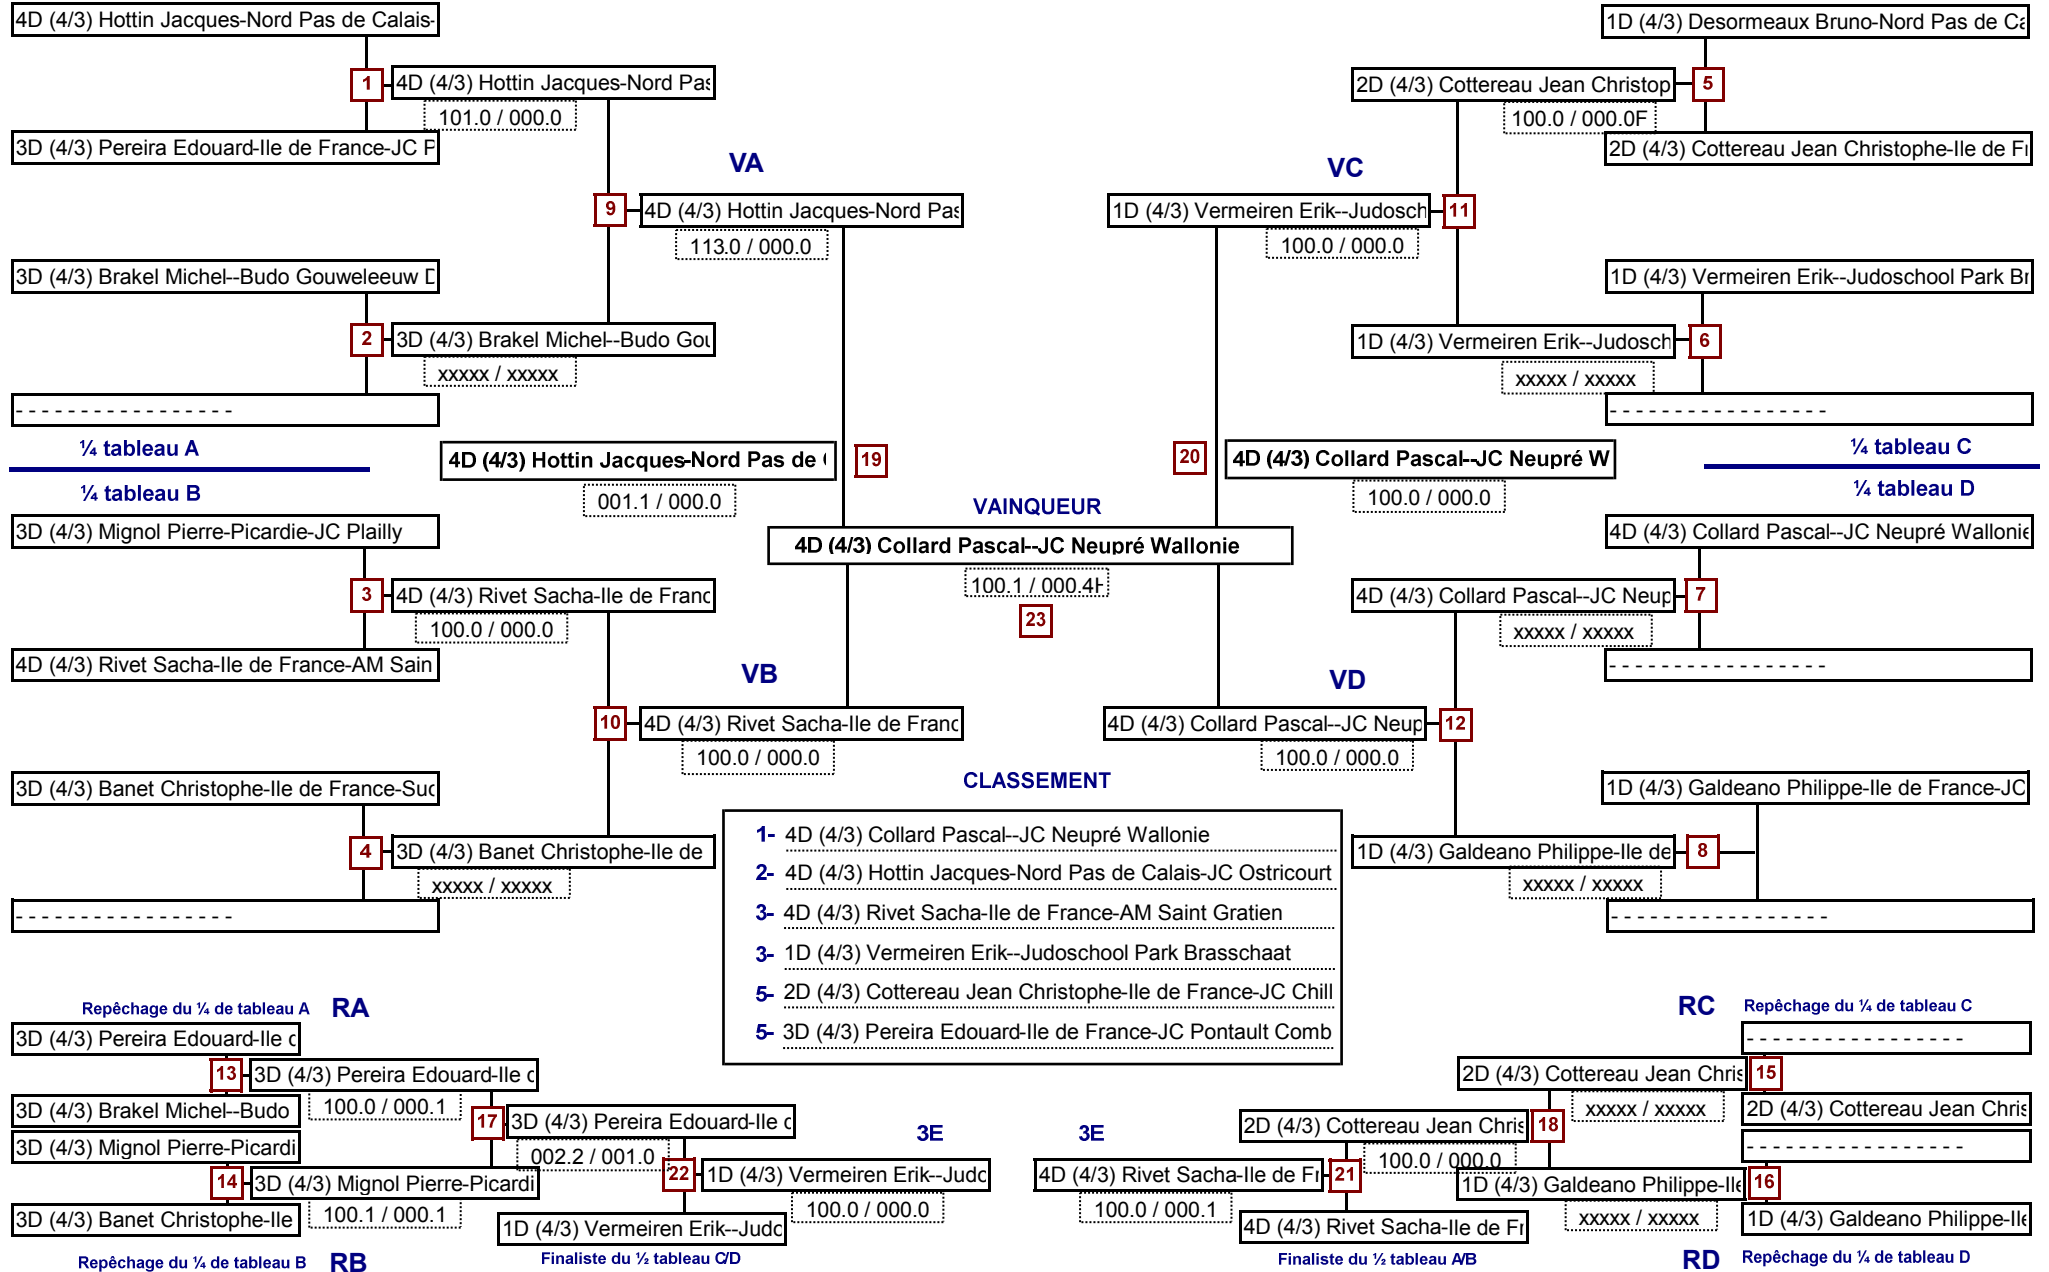 4D (4/3) Hottin Jacques-Nord Pas de Calais-
1
4D (4/3) Hottin Jacques-Nord Pas
101.0 / 000.0
3D (4/3) Pereira Edouard-Ile de France-JC P
VA
9
4D (4/3) Hottin Jacques-Nord Pas
113.0 / 000.0
3D (4/3) Brakel Michel--Budo Gouweleeuw D
2
3D (4/3) Brakel Michel--Budo Gou
xxxxx / xxxxx
- - - - - - - - - - - - - - - - -
¼ tableau A
4D (4/3) Hottin Jacques-Nord Pas de
19
001.1 / 000.0
¼ tableau B
3D (4/3) Mignol Pierre-Picardie-JC Plailly
3
4D (4/3) Rivet Sacha-Ile de Franc
100.0 / 000.0
4D (4/3) Rivet Sacha-Ile de France-AM Sain
VB
10
4D (4/3) Rivet Sacha-Ile de Franc
100.0 / 000.0
3D (4/3) Banet Christophe-Ile de France-Suc
4
3D (4/3) Banet Christophe-Ile de
xxxxx / xxxxx
- - - - - - - - - - - - - - - - -
1D (4/3) Desormeaux Bruno-Nord Pas de Ca
2D (4/3) Cottereau Jean Christop
5
100.0 / 000.0F
2D (4/3) Cottereau Jean Christophe-Ile de Fr
VC
1D (4/3) Vermeiren Erik--Judosch
11
100.0 / 000.0
1D (4/3) Vermeiren Erik--Judoschool Park Br
1D (4/3) Vermeiren Erik--Judosch
6
xxxxx / xxxxx
- - - - - - - - - - - - - - - - -
20
4D (4/3) Collard Pascal--JC Neupré W
100.0 / 000.0
¼ tableau C
¼ tableau D
VAINQUEUR
4D (4/3) Collard Pascal--JC Neupré Wallonie
100.1 / 000.4H
23
4D (4/3) Collard Pascal--JC Neupré Wallonie
4D (4/3) Collard Pascal--JC Neup
7
xxxxx / xxxxx
- - - - - - - - - - - - - - - - -
VD
4D (4/3) Collard Pascal--JC Neup
12
100.0 / 000.0
1D (4/3) Galdeano Philippe-Ile de France-JC
1D (4/3) Galdeano Philippe-Ile de
8
xxxxx / xxxxx
- - - - - - - - - - - - - - - - -
CLASSEMENT
1- 4D (4/3) Collard Pascal--JC Neupré Wallonie
2- 4D (4/3) Hottin Jacques-Nord Pas de Calais-JC Ostricourt
3- 4D (4/3) Rivet Sacha-Ile de France-AM Saint Gratien
3- 1D (4/3) Vermeiren Erik--Judoschool Park Brasschaat
5- 2D (4/3) Cottereau Jean Christophe-Ile de France-JC Chill
5- 3D (4/3) Pereira Edouard-Ile de France-JC Pontault Comb
Repêchage du ¼ de tableau A RA
3D (4/3) Pereira Edouard-Ile d
13
3D (4/3) Pereira Edouard-Ile d
3D (4/3) Brakel Michel--Budo
100.0 / 000.1
3D (4/3) Mignol Pierre-Picardi
14
3D (4/3) Mignol Pierre-Picardi
3D (4/3) Banet Christophe-Ile
100.1 / 000.1
Repêchage du ¼ de tableau B RB
17
3D (4/3) Pereira Edouard-Ile d
002.2 / 001.0
22
1D (4/3) Vermeiren Erik--Judo
Finaliste du ½ tableau C/D
3E
1D (4/3) Vermeiren Erik--Judo
100.0 / 000.0
3E
4D (4/3) Rivet Sacha-Ile de Fr
21
100.0 / 000.1
2D (4/3) Cottereau Jean Chris
18
100.0 / 000.0
4D (4/3) Rivet Sacha-Ile de Fr
Finaliste du ½ tableau A/B
RC Repêchage du ¼ de tableau C
- - - - - - - - - - - - - - - - -
2D (4/3) Cottereau Jean Chris
15
xxxxx / xxxxx
2D (4/3) Cottereau Jean Chris
- - - - - - - - - - - - - - - - -
1D (4/3) Galdeano Philippe-Ile
16
xxxxx / xxxxx
1D (4/3) Galdeano Philippe-Ile
RD Repêchage du ¼ de tableau D